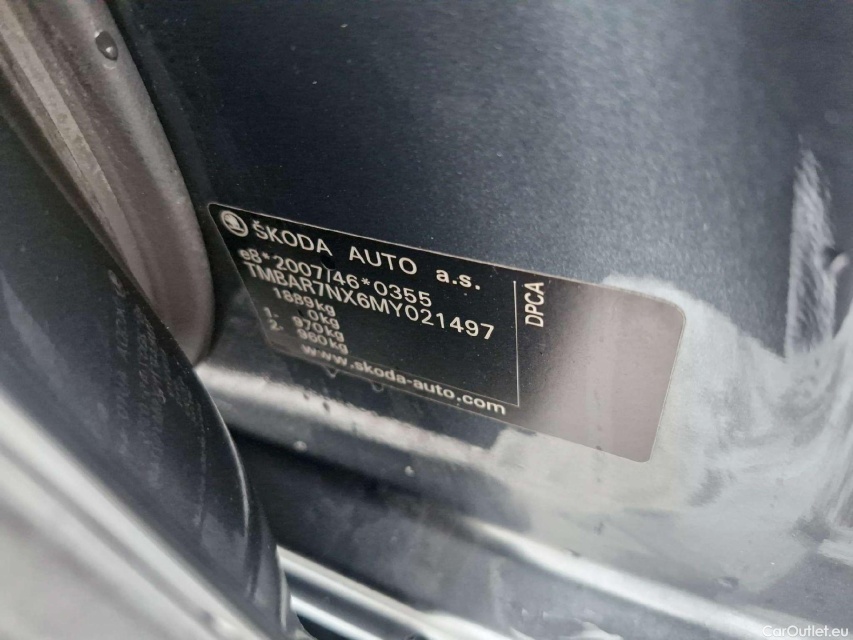 ŠKODA AUTO a.s.
e8*2007/46*0355
TMBAR7NX6MY021497
1889kg
0kg
1. 970kg
2. 960kg
www.skoda-auto.com
DPCA
CarOutlet.eu